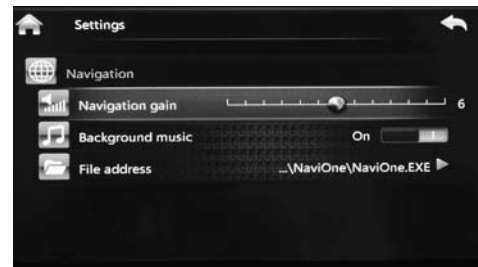 Settings
Navigation
Navigation gain 6
Background music On
File address ...\NaviOne\NaviOne.EXE